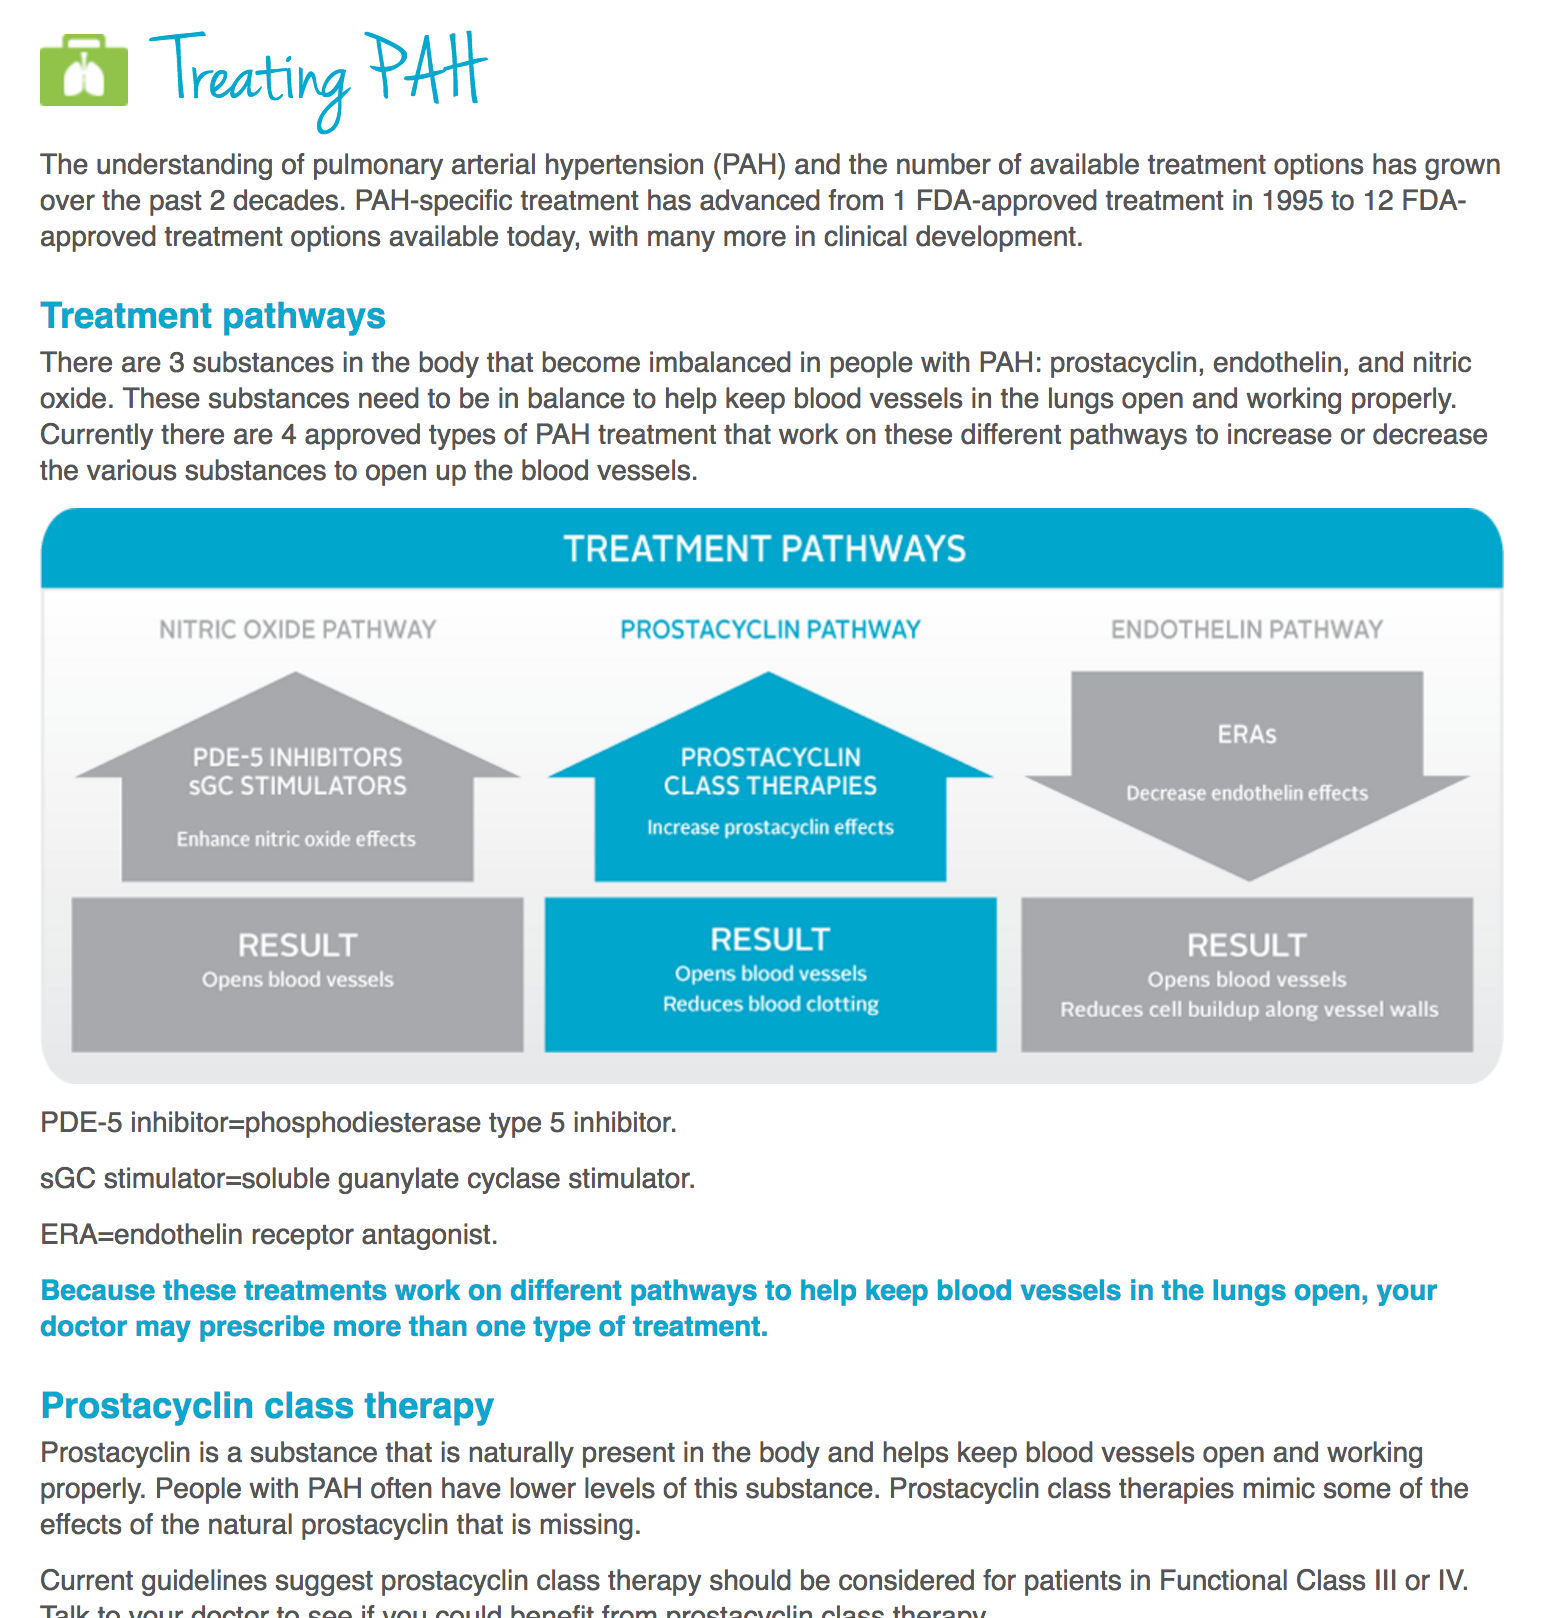 Treating PAH
The understanding of pulmonary arterial hypertension (PAH) and the number of available treatment options has grown
over the past 2 decades. PAH-specific treatment has advanced from 1 FDA-approved treatment in 1995 to 12 FDA-
approved treatment options available today, with many more in clinical development.
Treatment pathways
There are 3 substances in the body that become imbalanced in people with PAH: prostacyclin, endothelin, and nitric
oxide. These substances need to be in balance to help keep blood vessels in the lungs open and working properly.
Currently there are 4 approved types of PAH treatment that work on these different pathways to increase or decrease
the various substances to open up the blood vessels.
TREATMENT PATHWAYS
NITRIC OXIDE PATHWAY
PDE-5 INHIBITORS
sGC STIMULATORS
Enhance nitric oxide effects
RESULT
Opens blood vessels
PROSTACYCLIN PATHWAY
PROSTACYCLIN
CLASS THERAPIES
Increase prostacyclin effects
RESULT
Opens blood vessels
Reduces blood clotting
ENDOTHELIN PATHWAY
ERAs
Decrease endothelin effects
RESULT
Opens blood vessels
Reduces cell buildup along vessel walls
PDE-5 inhibitor=phosphodiesterase type 5 inhibitor.
sGC stimulator=soluble guanylate cyclase stimulator.
ERA=endothelin receptor antagonist.
Because these treatments work on different pathways to help keep blood vessels in the lungs open, your
doctor may prescribe more than one type of treatment.
Prostacyclin class therapy
Prostacyclin is a substance that is naturally present in the body and helps keep blood vessels open and working
properly. People with PAH often have lower levels of this substance. Prostacyclin class therapies mimic some of the
effects of the natural prostacyclin that is missing.
Current guidelines suggest prostacyclin class therapy should be considered for patients in Functional Class III or IV.
Talk to your doctor to see if you could benefit from prostacyclin class therapy.